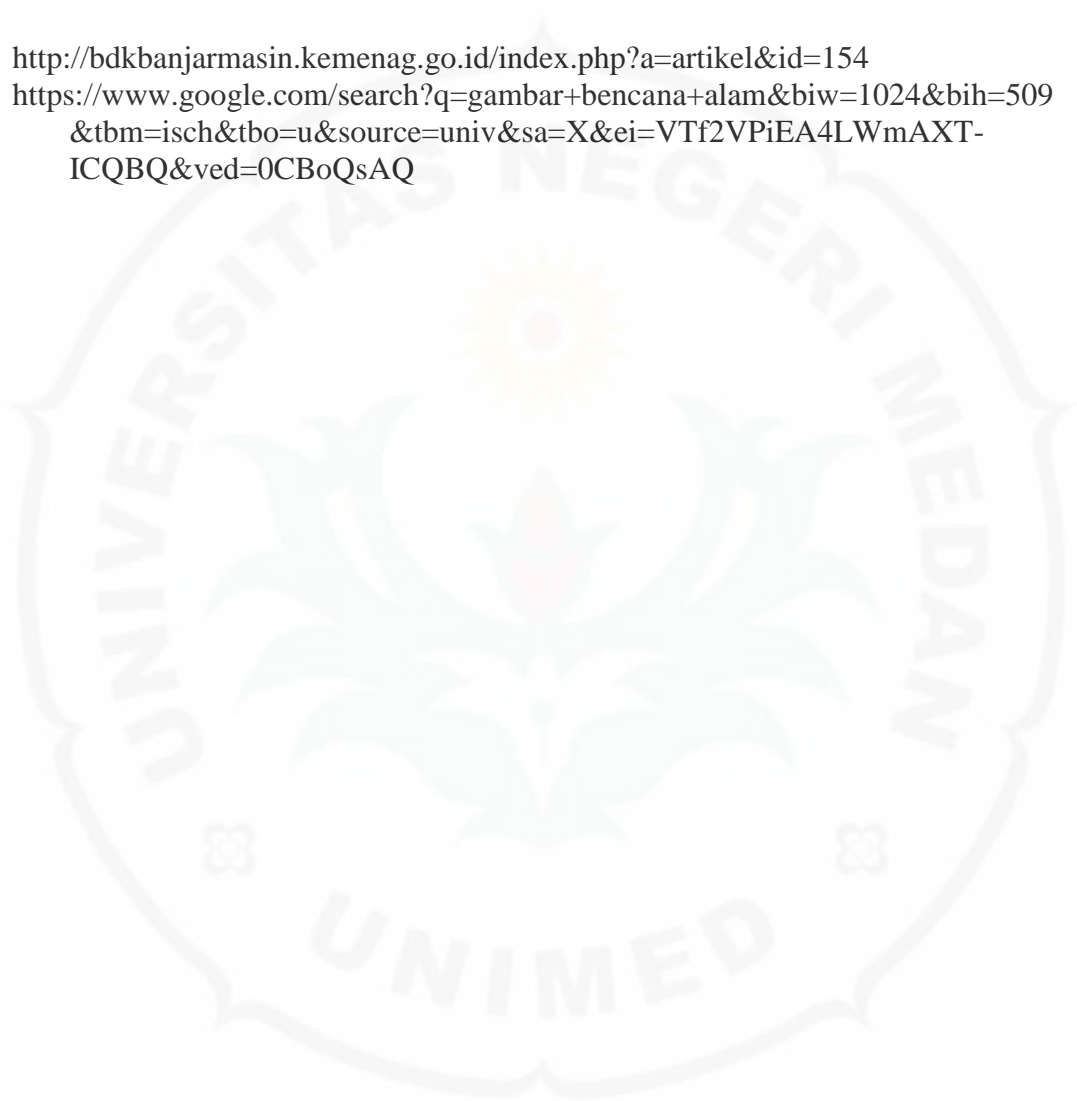 http://bdkbanjarmasin.kemenag.go.id/index.php?a=artikel&id=154
https://www.google.com/search?q=gambar+bencana+alam&biw=1024&bih=509
&tbm=isch&tbo=u&source=univ&sa=X&ei=VTf2VPiEA4LWmAXT-
ICQBQ&ved=0CBoQsAQ
UNIVERSITAS NEGERI MEDAN
UNIMED